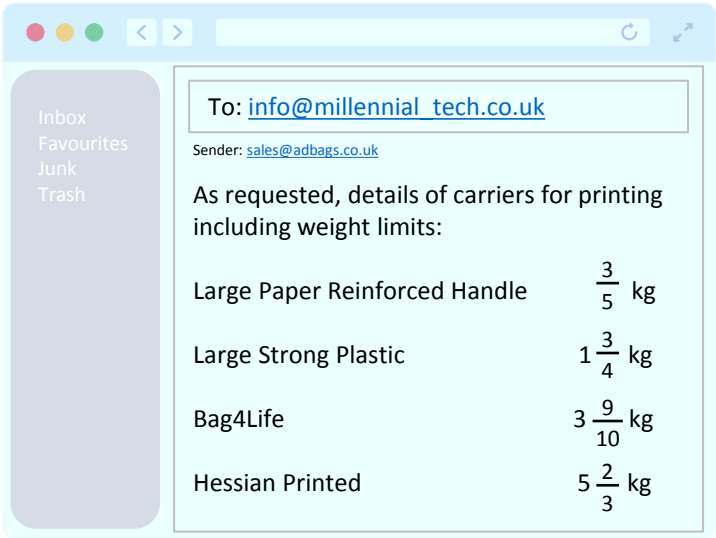 Inbox
Favourites
Junk
Trash
To: info@millennial_tech.co.uk
Sender: sales@adbags.co.uk
As requested, details of carriers for printing
including weight limits:
Large Paper Reinforced Handle 3/5 kg
Large Strong Plastic 1 3/4 kg
Bag4Life 3 9/10 kg
Hessian Printed 5 2/3 kg